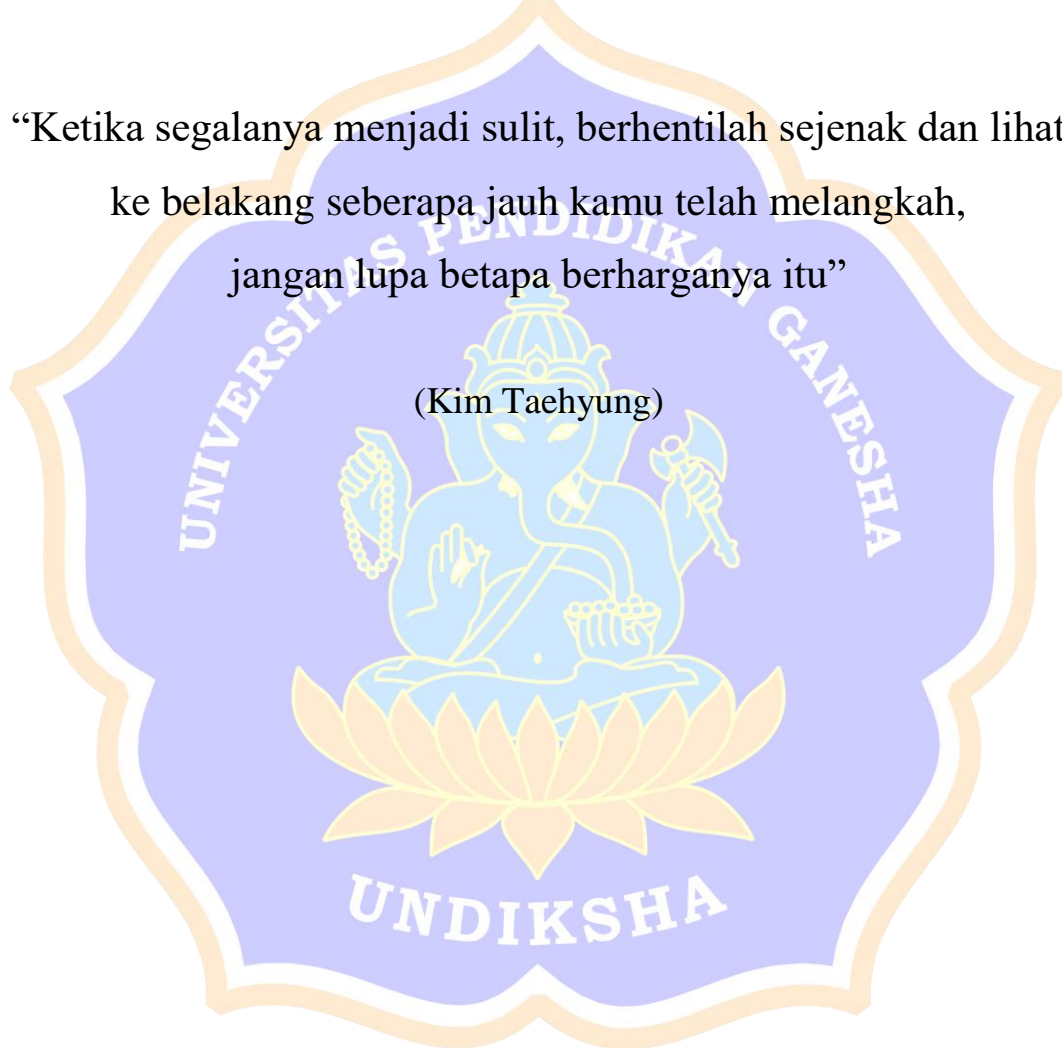 “Ketika segalanya menjadi sulit, berhentilah sejenak dan lihat
ke belakang seberapa jauh kamu telah melangkah,
jangan lupa betapa berharganya itu”
(Kim Taehyung)
UNIVERSITAS PENDIDIKAN GANESHA
UNDIKSHA